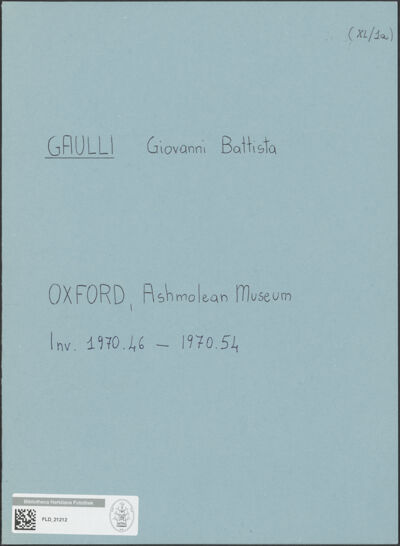 (XL/1a)
GAULLI Giovanni Battista
OXFORD, Ashmolean Museum
Inv. 1970.46 — 1970.54
Bibliotheca Hertziana Fotothek
FLD_21212